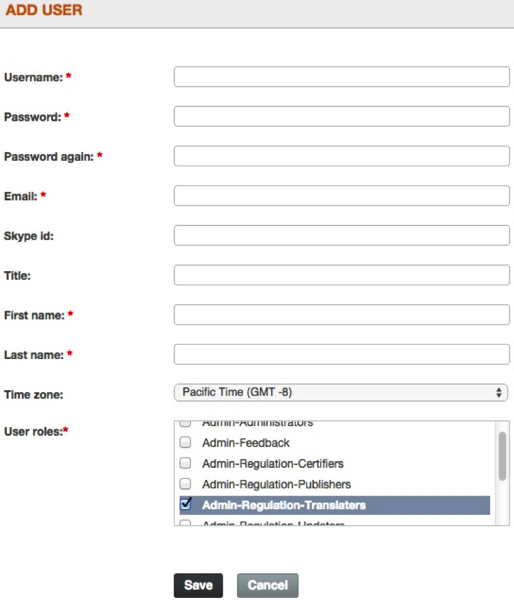 ADD USER
Username: *
Password: *
Password again: *
Email: *
Skype id:
Title:
First name: *
Last name: *
Time zone: Pacific Time (GMT -8)
User roles:*
Admin-Administrators
Admin-Feedback
Admin-Regulation-Certifiers
Admin-Regulation-Publishers
Admin-Regulation-Translaters
Admin-Regulation-Updaters
Save Cancel